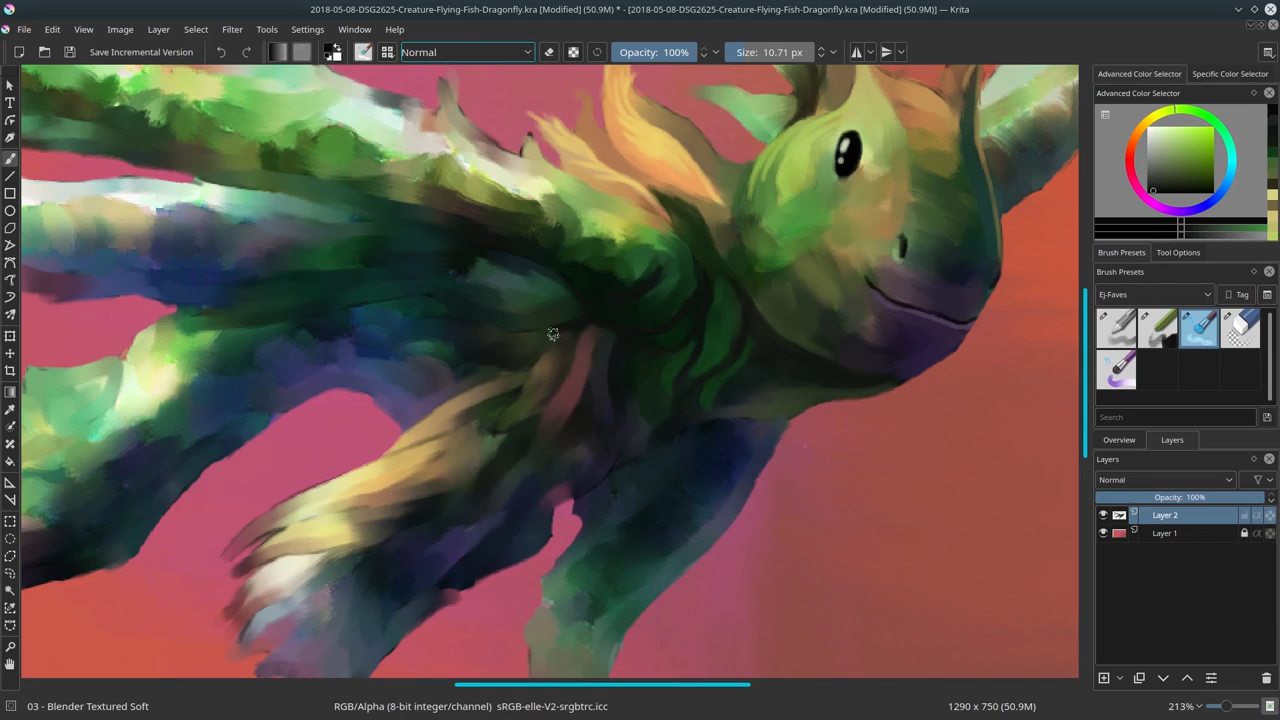 2018-05-08-DSG2625-Creature-Flying-Fish-Dragonfly.kra [Modified] (50.9M) * - [2018-05-08-DSG2625-Creature-Flying-Fish-Dragonfly.kra [Modified] (50.9M)] — Krita
File Edit View Image Layer Select Filter Tools Settings Window Help
Save Incremental Version Normal Opacity: 100% Size: 10.71 px
Advanced Color Selector Specific Color Selector
Advanced Color Selector
Brush Presets Tool Options
Brush Presets
Ej-Faves Tag
Search
Overview Layers
Layers
Normal
Opacity: 100%
Layer 2
Layer 1
03 - Blender Textured Soft RGB/Alpha (8-bit integer/channel) sRGB-elle-V2-srgbtrc.icc 1290 x 750 (50.9M) 213%